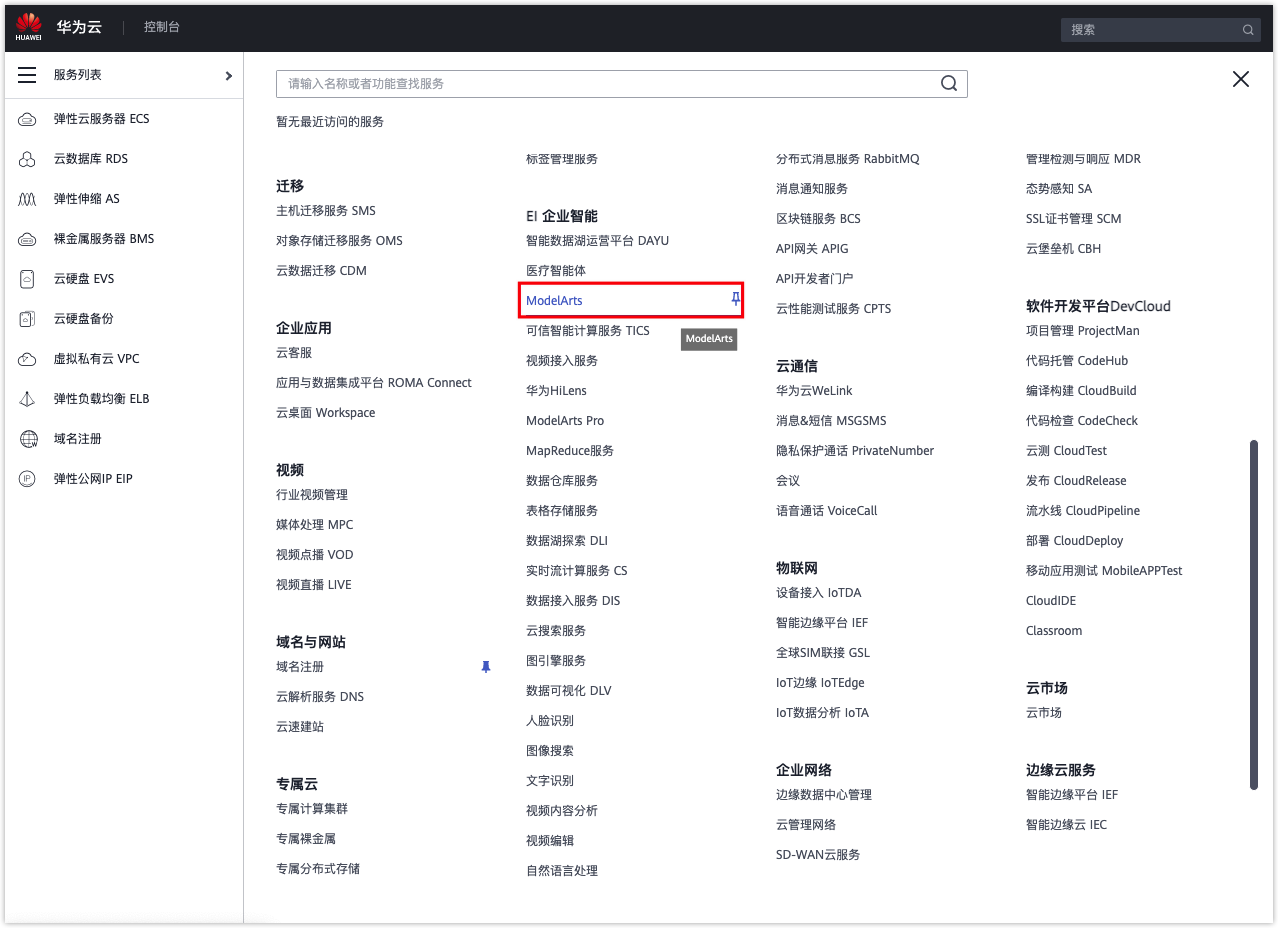 HUAWEI
华为云
控制台
搜索
服务列表
弹性云服务器 ECS
云数据库 RDS
弹性伸缩 AS
裸金属服务器 BMS
云硬盘 EVS
云硬盘备份
虚拟私有云 VPC
弹性负载均衡 ELB
域名注册
IP
弹性公网IP EIP
请输入名称或者功能查找服务
暂无最近访问的服务
迁移
主机迁移服务 SMS
对象存储迁移服务 OMS
云数据迁移 CDM
企业应用
云客服
应用与数据集成平台 ROMA Connect
云桌面 Workspace
视频
行业视频管理
媒体处理 MPC
视频点播 VOD
视频直播 LIVE
域名与网站
域名注册
云解析服务 DNS
云速建站
专属云
专属计算集群
专属裸金属
专属分布式存储
标签管理服务
EI 企业智能
智能数据湖运营平台 DAYU
医疗智能体
ModelArts
可信智能计算服务 TICS
ModelArts
视频接入服务
华为HiLens
ModelArts Pro
MapReduce服务
数据仓库服务
表格存储服务
数据湖探索 DLI
实时流计算服务 CS
数据接入服务 DIS
云搜索服务
图引擎服务
数据可视化 DLV
人脸识别
图像搜索
文字识别
视频内容分析
视频编辑
自然语言处理
分布式消息服务 RabbitMQ
消息通知服务
区块链服务 BCS
API网关 APIG
API开发者门户
云性能测试服务 CPTS
云通信
华为云WeLink
消息&短信 MSGSMS
隐私保护通话 PrivateNumber
会议
语音通话 VoiceCall
物联网
设备接入 IoTDA
智能边缘平台 IEF
全球SIM联接 GSL
IoT边缘 IoTEdge
IoT数据分析 IoTA
企业网络
边缘数据中心管理
云管理网络
SD-WAN云服务
管理检测与响应 MDR
态势感知 SA
SSL证书管理 SCM
云堡垒机 CBH
软件开发平台DevCloud
项目管理 ProjectMan
代码托管 CodeHub
编译构建 CloudBuild
代码检查 CodeCheck
云测 CloudTest
发布 CloudRelease
流水线 CloudPipeline
部署 CloudDeploy
移动应用测试 MobileAPPTest
CloudIDE
Classroom
云市场
云市场
边缘云服务
智能边缘平台 IEF
智能边缘云 IEC